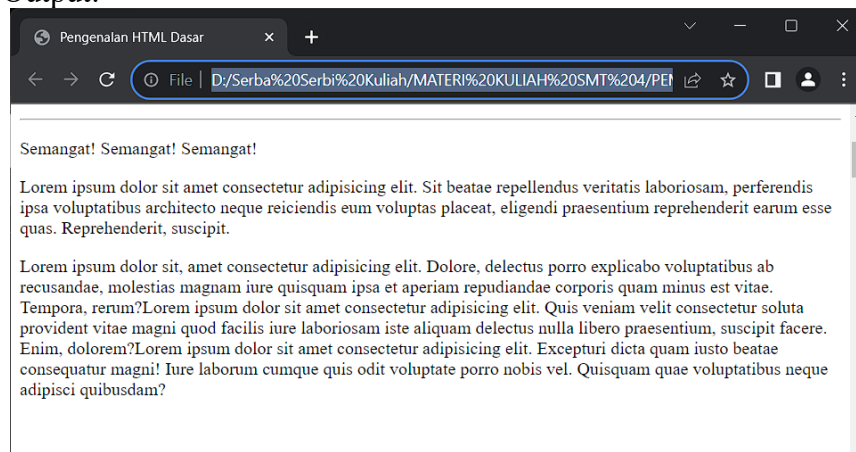 Output:
Pengenalan HTML Dasar
File D:/Serba%20Serbi%20Kuliah/MATERI%20KULIAH%20SMT%204/PEM
Semangat! Semangat! Semangat!
Lorem ipsum dolor sit amet consectetur adipisicing elit. Sit beatae repellendus veritatis laboriosam, perferendis
ipsa voluptatibus architecto neque reiciendis eum voluptas placeat, eligendi praesentium reprehenderit earum esse
quas. Reprehenderit, suscipit.
Lorem ipsum dolor sit, amet consectetur adipisicing elit. Dolore, delectus porro explicabo voluptatibus ab
recusandae, molestias magnam iure quisquam ipsa et aperiam repudiandae corporis quam minus est vitae.
Tempora, rerum?Lorem ipsum dolor sit amet consectetur adipisicing elit. Quis veniam velit consectetur soluta
provident vitae magni quod facilis iure laboriosam iste aliquam delectus nulla libero praesentium, suscipit facere.
Enim, dolorem?Lorem ipsum dolor sit amet consectetur adipisicing elit. Excepturi dicta quam iusto beatae
consequatur magni! Iure laborum cumque quis odit voluptate porro nobis vel. Quisquam quae voluptatibus neque
adipisci quibusdam?